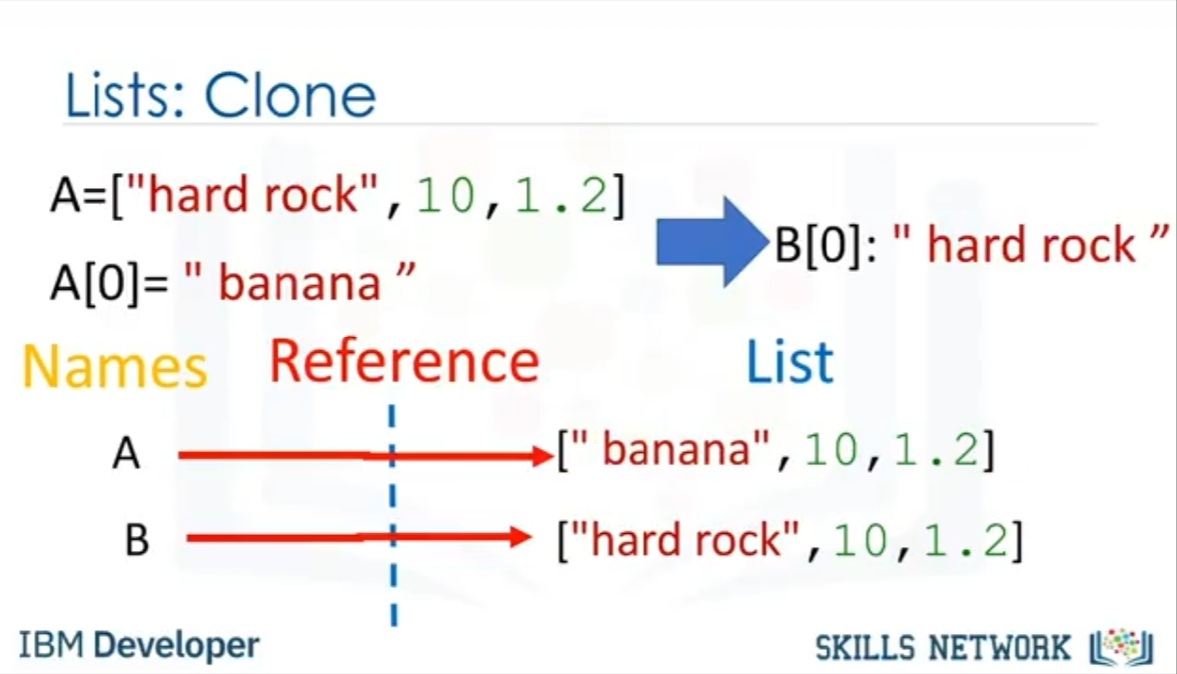 Lists: Clone
A=["hard rock",10,1.2]
A[0]= " banana ”
B[0]: " hard rock ”
Names Reference List
A [" banana",10,1.2]
B ["hard rock",10,1.2]
IBM Developer SKILLS NETWORK